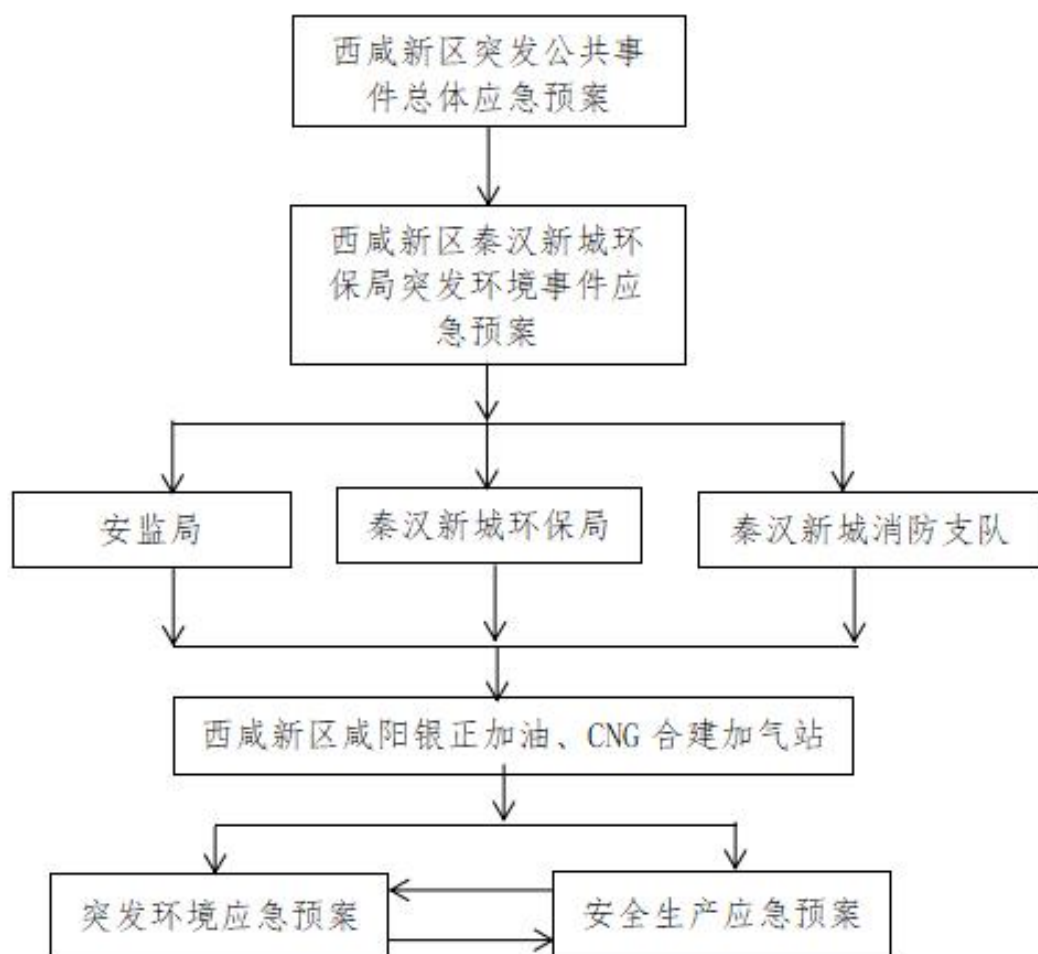 西咸新区突发公共事
件总体应急预案
西咸新区秦汉新城环
保局突发环境事件应
急预案
安监局
秦汉新城环保局
秦汉新城消防支队
西咸新区咸阳银正加油、CNG 合建加气站
突发环境应急预案
安全生产应急预案